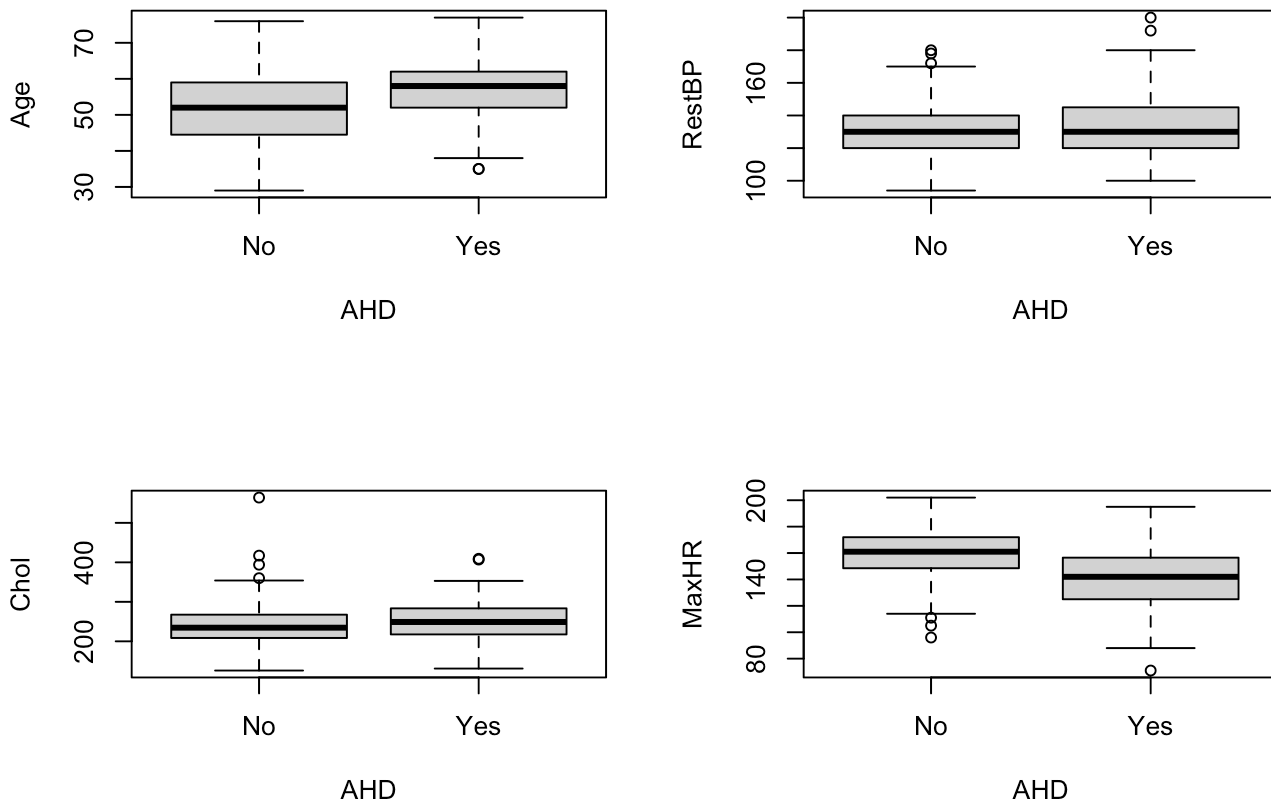 Age
70
50
30
No
Yes
AHD
RestBP
160
100
No
Yes
AHD
Chol
400
200
No
Yes
AHD
MaxHR
200
140
80
No
Yes
AHD